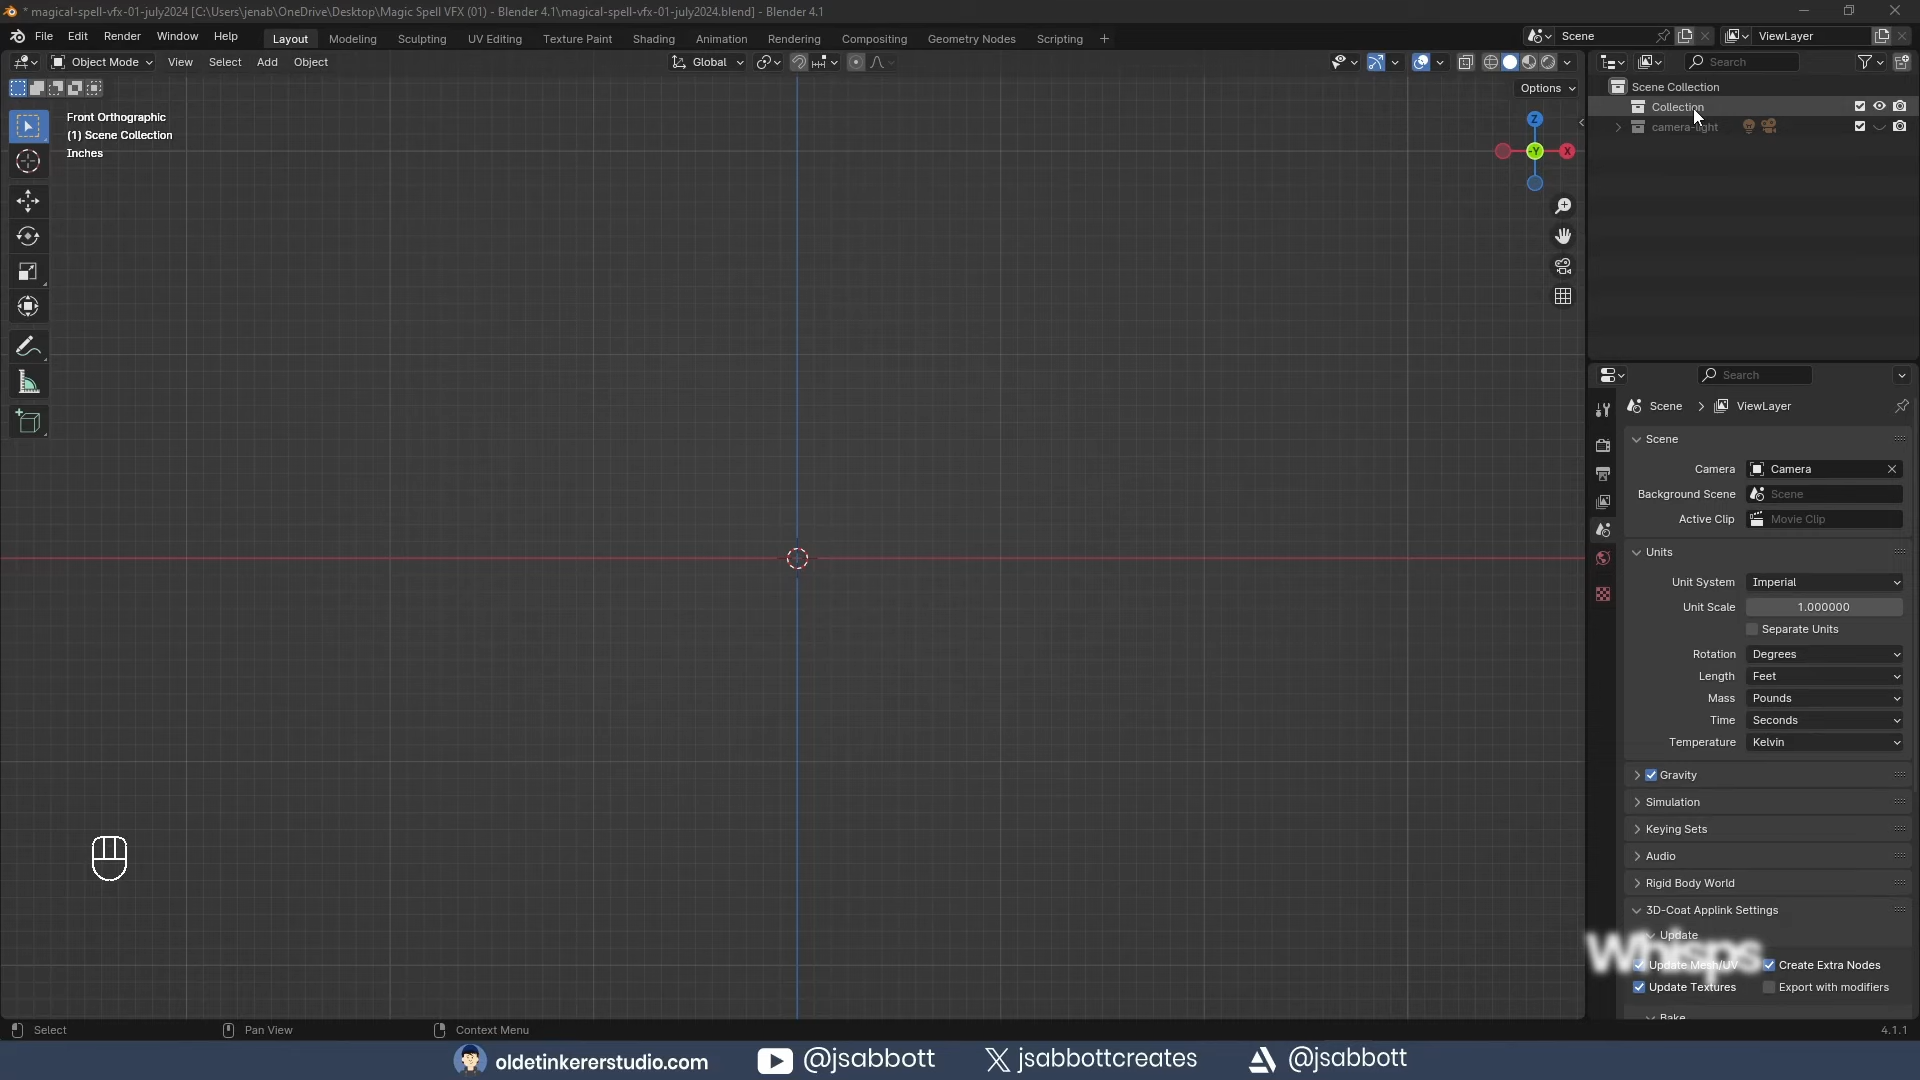 * magical-spell-vfx-01-july2024 [C:\Users\jenab\OneDrive\Desktop\Magic Spell VFX (01) - Blender 4.1\magical-spell-vfx-01-july2024.blend] - Blender 4.1
File Edit Render Window Help Layout Modeling Sculpting UV Editing Texture Paint Shading Animation Rendering Compositing Geometry Nodes Scripting + Scene ViewLayer
Object Mode View Select Add Object Global Search
Options
Front Orthographic
(1) Scene Collection
Inches
Z
-Y
X
Scene Collection
Collection
camera-light
Search
Scene > ViewLayer
Scene
Camera Camera
Background Scene Scene
Active Clip Movie Clip
Units
Unit System Imperial
Unit Scale 1.000000
Separate Units
Rotation Degrees
Length Feet
Mass Pounds
Time Seconds
Temperature Kelvin
Gravity
Simulation
Keying Sets
Audio
Rigid Body World
3D-Coat Applink Settings
Update
Whisps
Update Mesh/UV Create Extra Nodes
Update Textures Export with modifiers
Bake
Select Pan View Context Menu 4.1.1
oldetinkererstudio.com @jsabbott jsabbottcreates @jsabbott